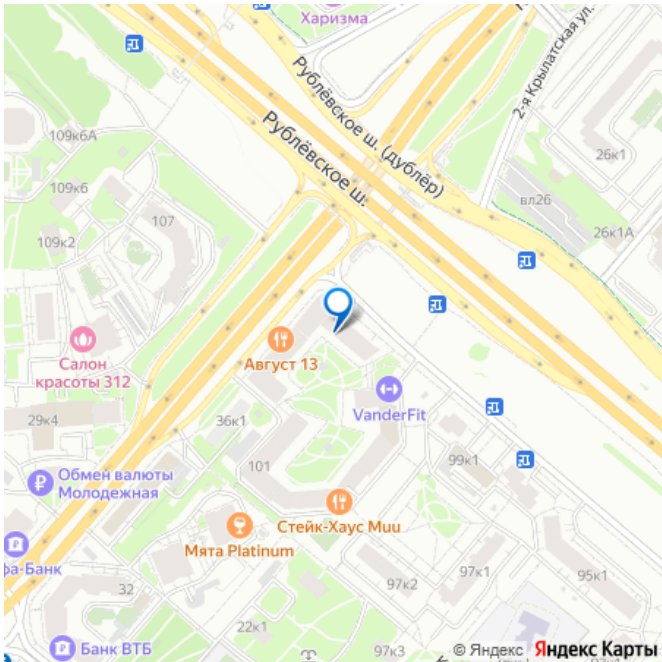 Харизма
2-я Крылатская ул.
Рублёвское ш. (дублёр)
Рублёвское ш.
109к6А
109к6
107
109к2
26к1
вл26
26к1А
Салон
красоты 312
Август 13
VanderFit
29к4
36к1
101
99к1
Обмен валюты
Молодежная
Стейк-Хаус Muu
Мята Platinum
фа-Банк
97к2
97к1
95к1
32
22к1
Банк ВТБ
97к3
© Яндекс Яндекс Карты